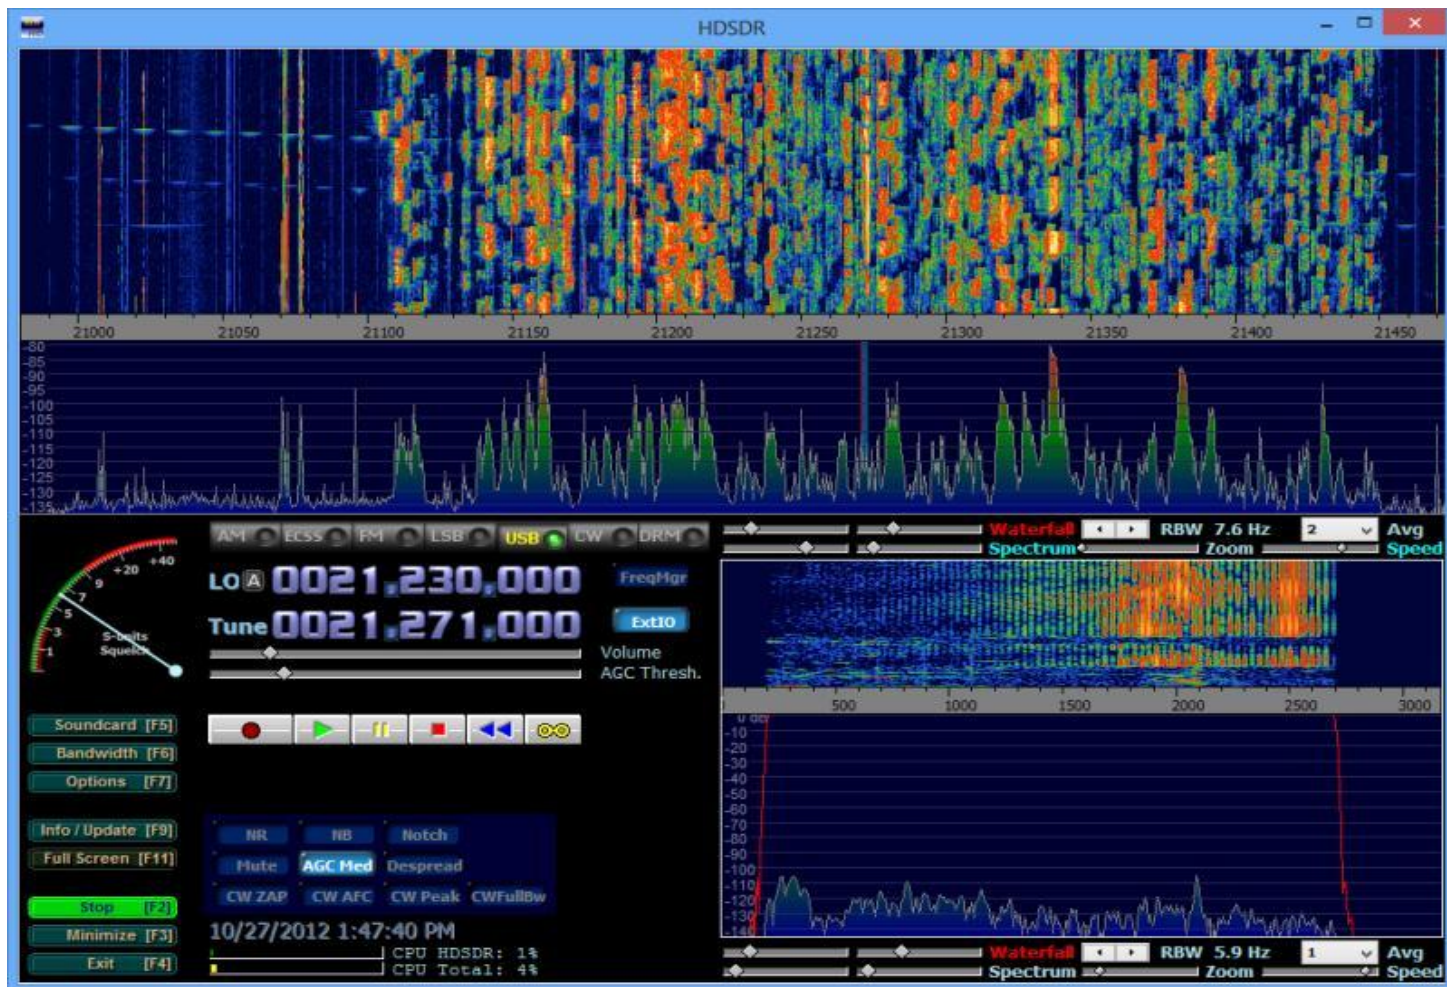 HDSDR
21000 21050 21100 21150 21200 21250 21300 21350 21400 21450
-80
-85
-90
-95
-100
-105
-110
-115
-120
-125
-130
-135
AM ECSS FM LSB USB CW DRM
Waterfall RBW 7.6 Hz 2 Avg
Spectrum Zoom Speed
1 3 5 7 9 +20 +40
S-units
Squelch
LO A 0021.230.000 FreqMgr
Tune 0021.271.000 ExtIO
Volume
AGC Thresh.
500 1000 1500 2000 2500 3000
0 dB
-10
-20
-30
-40
-50
-60
-70
-80
-90
-100
-110
-120
-130
-140
Soundcard [F5]
Bandwidth [F6]
Options [F7]
Info / Update [F9]
Full Screen [F11]
Stop [F2]
Minimize [F3]
Exit [F4]
NR NB Notch
Mute AGC Med Despread
CW ZAP CW AFC CW Peak CWFullBw
10/27/2012 1:47:40 PM
CPU HDSDR: 1%
CPU Total: 4%
Waterfall RBW 5.9 Hz 1 Avg
Spectrum Zoom Speed